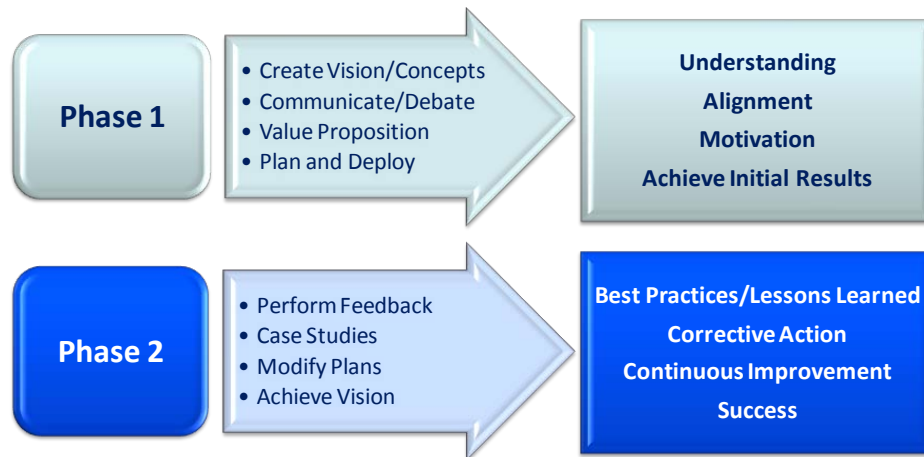 Phase 1
• Create Vision/Concepts
• Communicate/Debate
• Value Proposition
• Plan and Deploy
Understanding
Alignment
Motivation
Achieve Initial Results
Phase 2
• Perform Feedback
• Case Studies
• Modify Plans
• Achieve Vision
Best Practices/Lessons Learned
Corrective Action
Continuous Improvement
Success